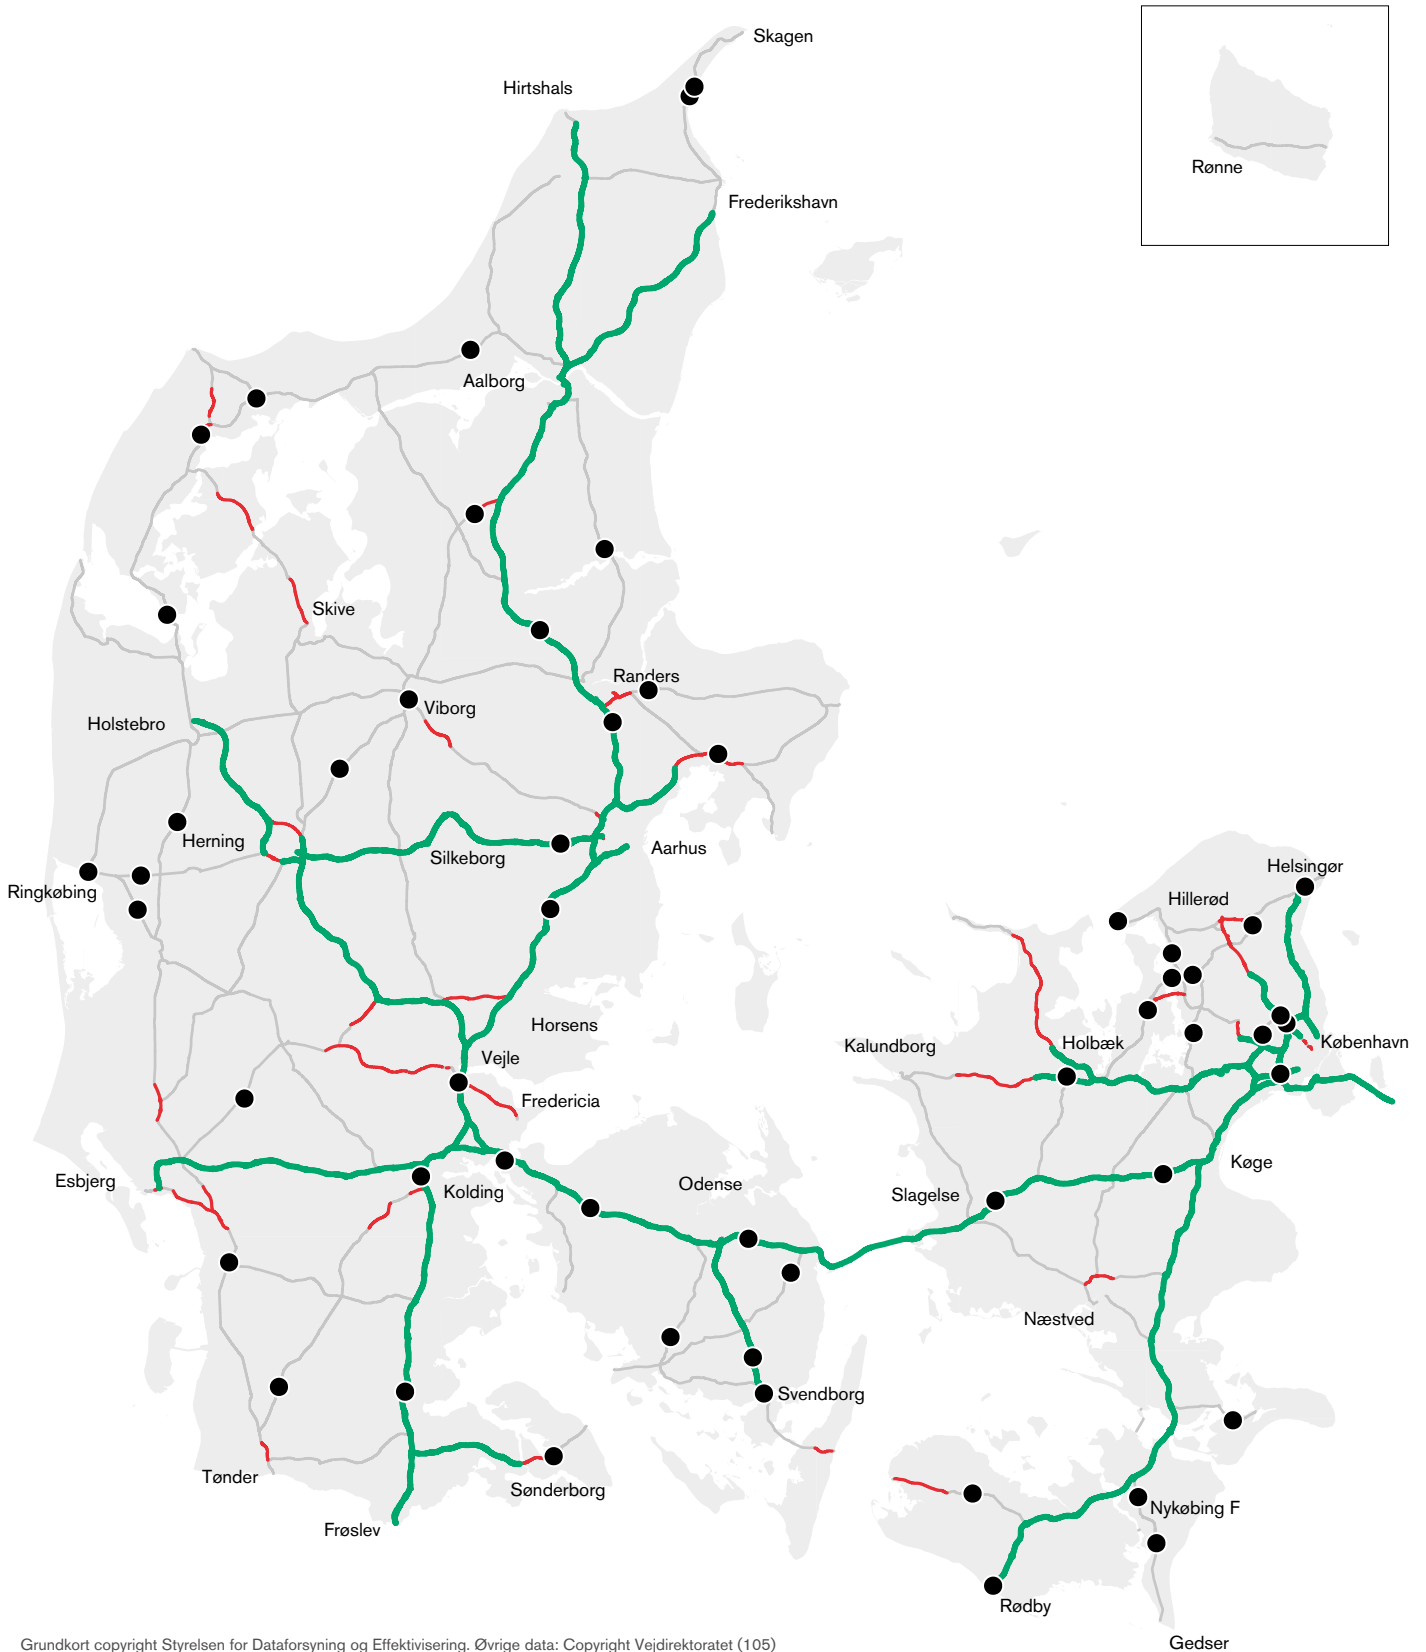 Skagen
Hirtshals
Rønne
Frederikshavn
Aalborg
Skive
Randers
Viborg
Holstebro
Herning
Silkeborg
Aarhus
Ringkøbing
Helsingør
Hillerød
Horsens
Holbæk
København
Kalundborg
Vejle
Fredericia
Køge
Esbjerg
Odense
Kolding
Slagelse
Næstved
Svendborg
Tønder
Sønderborg
Nykøbing F
Frøslev
Rødby
Gedser
Grundkort copyright Styrelsen for Dataforsyning og Effektivisering. Øvrige data: Copyright Vejdirektoratet (105)